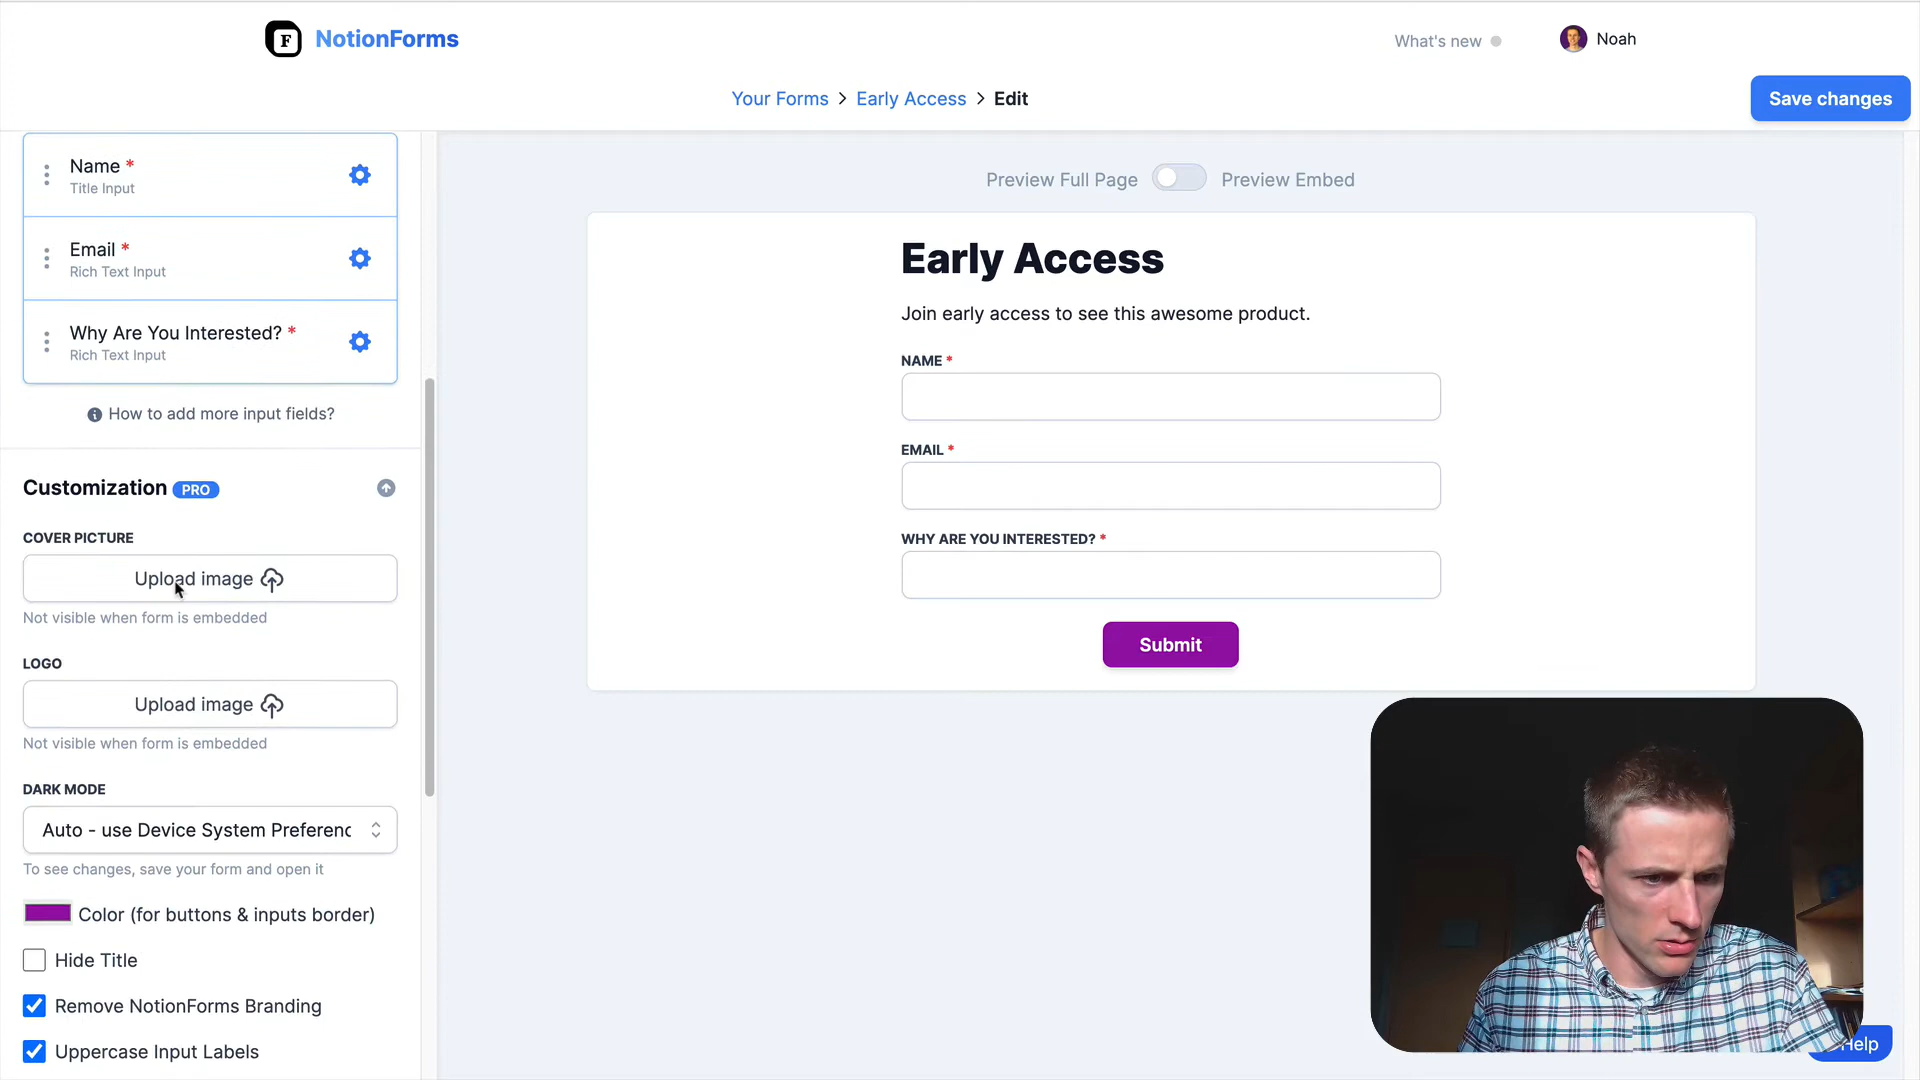 F NotionForms
What's new
Noah
Your Forms > Early Access > Edit
Save changes
Name *
Title Input
Email *
Rich Text Input
Why Are You Interested? *
Rich Text Input
How to add more input fields?
Customization PRO
COVER PICTURE
Upload image
Not visible when form is embedded
LOGO
Upload image
Not visible when form is embedded
DARK MODE
Auto - use Device System Preferenc
To see changes, save your form and open it
Color (for buttons & inputs border)
Hide Title
Remove NotionForms Branding
Uppercase Input Labels
Preview Full Page
Preview Embed
Early Access
Join early access to see this awesome product.
NAME *
EMAIL *
WHY ARE YOU INTERESTED? *
Submit
Help